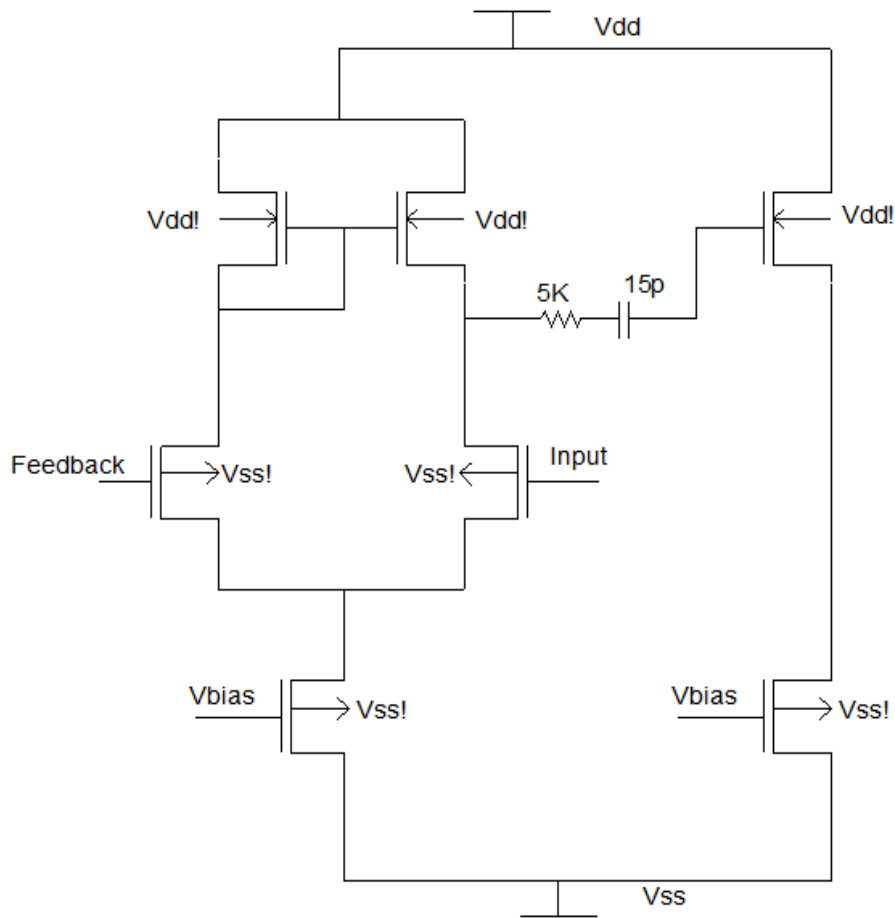 Vdd
Vdd!
Vdd!
Vdd!
5K
15p
Feedback
Vss!
Vss!
Input
Vbias
Vss!
Vbias
Vss!
Vss